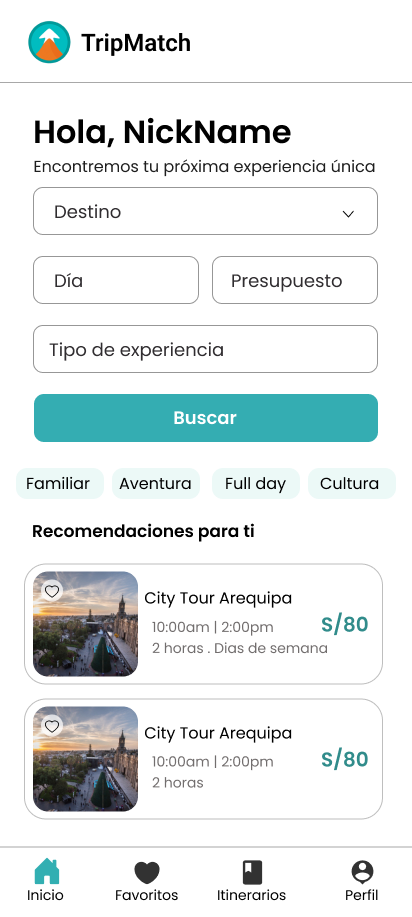 TripMatch
Hola, NickName
Encontremos tu próxima experiencia única
Destino
Día
Presupuesto
Tipo de experiencia
Buscar
Familiar
Aventura
Full day
Cultura
Recomendaciones para ti
City Tour Arequipa
10:00am | 2:00pm
S/80
2 horas . Dias de semana
City Tour Arequipa
10:00am | 2:00pm
S/80
2 horas
Inicio
Favoritos
Itinerarios
Perfil